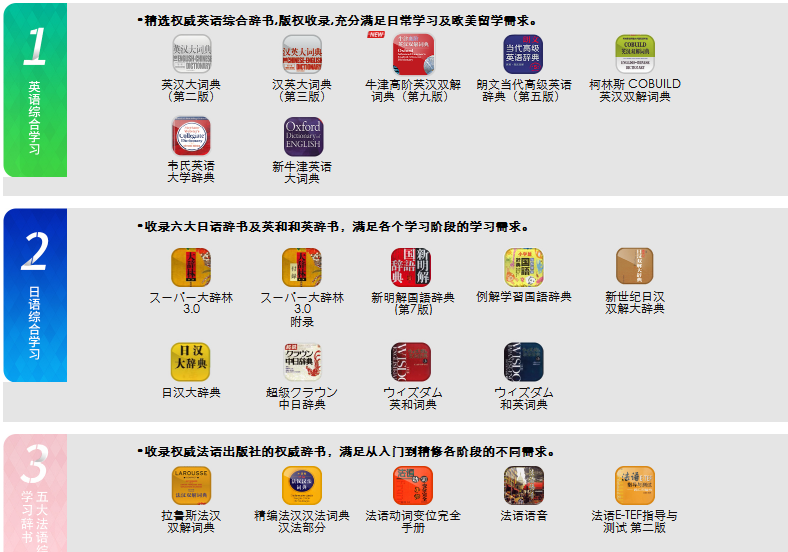 1
英语综合学习
•精选权威英语综合辞书,版权收录,充分满足日常学习及欧美留学需求。
英汉大词典
(第二版)
汉英大词典
(第三版)
NEW
牛津高阶英汉双解
词典(第九版)
朗文当代高级英语
辞典(第五版)
柯林斯 COBUILD
英汉双解词典
韦氏英语
大学辞典
Oxford
Dictionary of
ENGLISH
新牛津英语
大词典
2
日语综合学习
•收录六大日语辞书及英和和英辞书，满足各个学习阶段的学习需求。
スーパー大辞林
3.0
スーパー大辞林
3.0
附录
新明解国語辞典
(第7版)
例解学習国語辞典
新世纪日汉
双解大辞典
日汉
大辞典
日汉大辞典
超級クラウン
中日辞典
ウィズダム
英和词典
ウィズダム
和英词典
3
五大法语综
学习辞书
•收录权威法语出版社的权威辞书，满足从入门到精修各阶段的不同需求。
LAROUSSE
拉鲁斯法汉
双解词典
精编法汉汉法词典
汉法部分
法语动词变位完全
手册
法语语音
法语E-TEF指导与
测试 第二版